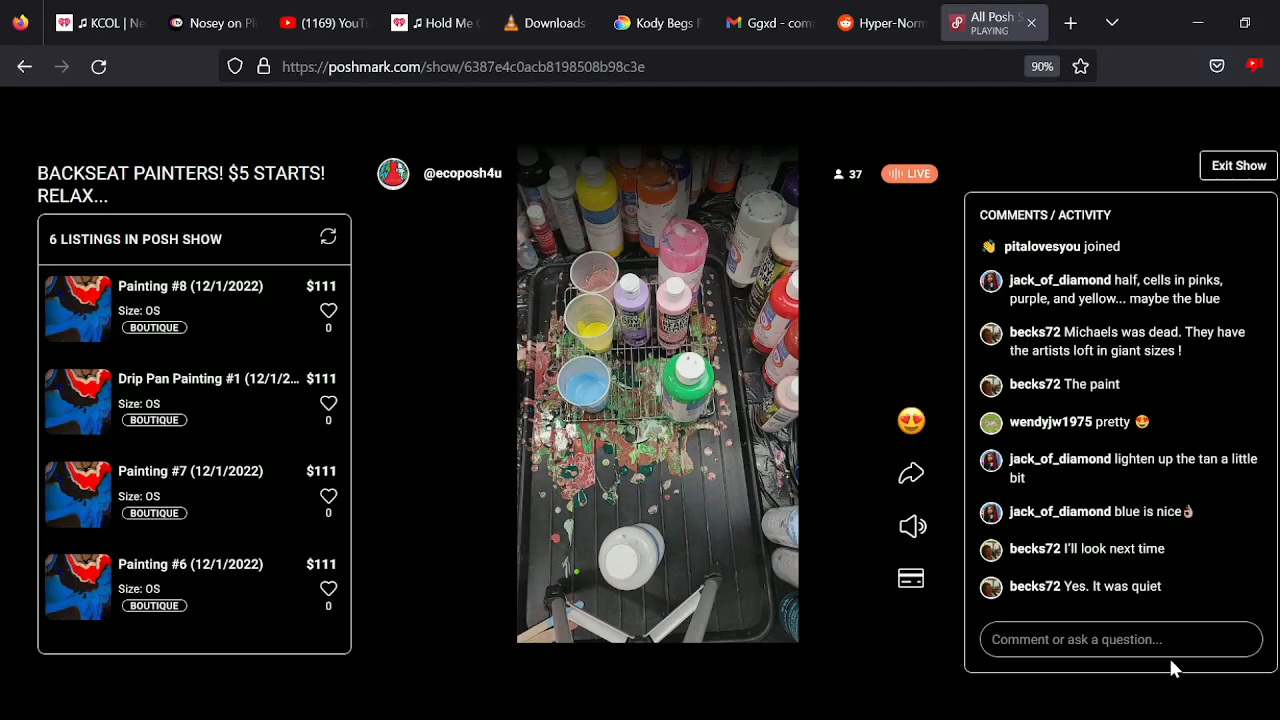 KCOL | Ne
Nosey on Pl
(1169) YouTu
Hold Me C
Downloads
Kody Begs F
Ggxd - com
Hyper-Norm
All Posh S
PLAYING
https://poshmark.com/show/6387e4c0acb8198508b98c3e
90%
BACKSEAT PAINTERS! $5 STARTS!
RELAX...
@ecoposh4u
37
LIVE
Exit Show
6 LISTINGS IN POSH SHOW
Painting #8 (12/1/2022) $111
Size: OS
BOUTIQUE
0
Drip Pan Painting #1 (12/1/2... $111
Size: OS
BOUTIQUE
0
Painting #7 (12/1/2022) $111
Size: OS
BOUTIQUE
0
Painting #6 (12/1/2022) $111
Size: OS
BOUTIQUE
0
COMMENTS / ACTIVITY
👋 pitalovesyou joined
jack_of_diamond half, cells in pinks,
purple, and yellow... maybe the blue
becks72 Michaels was dead. They have
the artists loft in giant sizes !
becks72 The paint
wendyjw1975 pretty 😍
jack_of_diamond lighten up the tan a little
bit
jack_of_diamond blue is nice👌🏽
becks72 I'll look next time
becks72 Yes. It was quiet
Comment or ask a question...